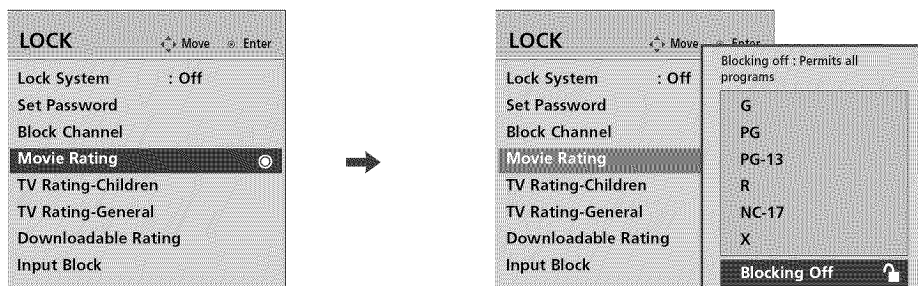 LOCK
Move Enter
Lock System : Off
Set Password
Block Channel
Movie Rating
TV Rating-Children
TV Rating-General
Downloadable Rating
Input Block
LOCK
Move Enter
Lock System : Off
Set Password
Block Channel
Movie Rating
TV Rating-Children
TV Rating-General
Downloadable Rating
Input Block
Blocking off : Permits all
programs
G
PG
PG-13
R
NC-17
X
Blocking Off